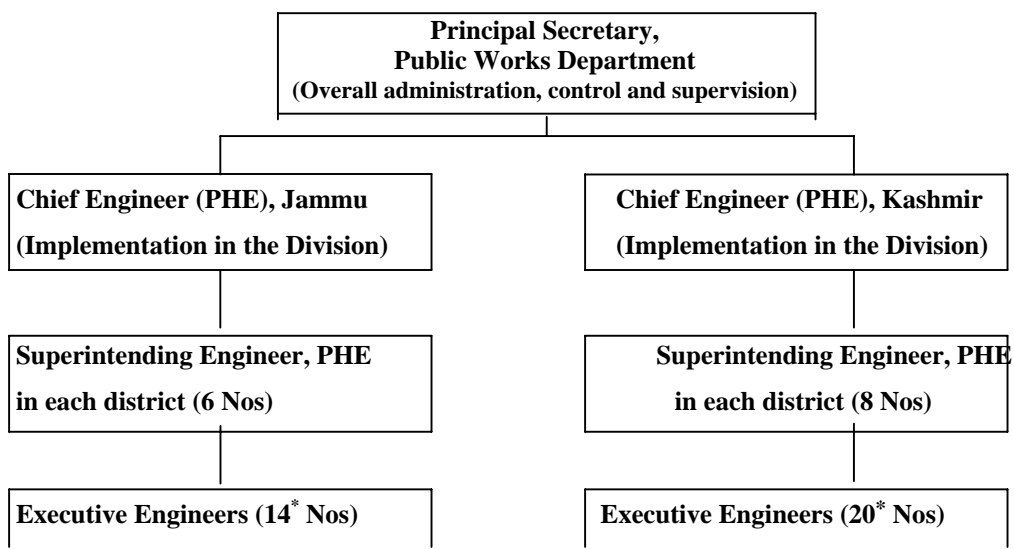 Principal Secretary,
Public Works Department
(Overall administration, control and supervision)
Chief Engineer (PHE), Jammu
(Implementation in the Division)
Chief Engineer (PHE), Kashmir
(Implementation in the Division)
Superintending Engineer, PHE
in each district (6 Nos)
Superintending Engineer, PHE
in each district (8 Nos)
Executive Engineers (14* Nos)
Executive Engineers (20* Nos)